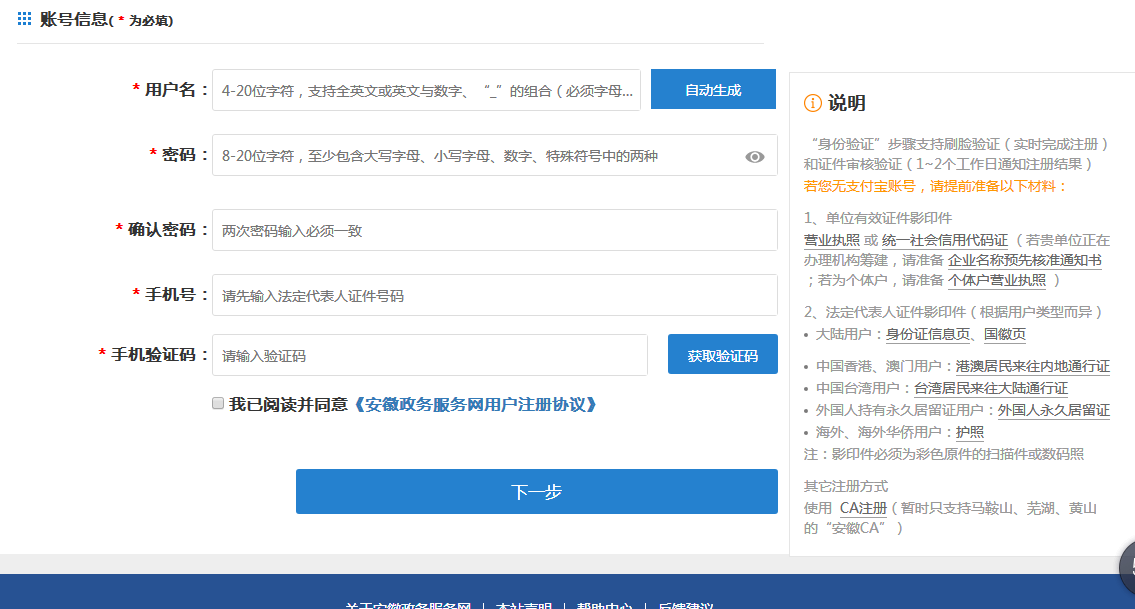 账号信息( * 为必填)
* 用户名：
4-20位字符，支持全英文或英文与数字、“_”的组合（必须字母...
自动生成
* 密码：
8-20位字符，至少包含大写字母、小写字母、数字、特殊符号中的两种
* 确认密码：
两次密码输入必须一致
* 手机号：
请先输入法定代表人证件号码
* 手机验证码：
请输入验证码
获取验证码
我已阅读并同意《安徽政务服务网用户注册协议》
下一步
说明
“身份验证”步骤支持刷脸验证（实时完成注册）
和证件审核验证（1~2个工作日通知注册结果）
若您无支付宝账号，请提前准备以下材料：
1、单位有效证件影印件
营业执照 或 统一社会信用代码证 （若贵单位正在
办理机构筹建，请准备 企业名称预先核准通知书
；若为个体户，请准备 个体户营业执照 ）
2、法定代表人证件影印件（根据用户类型而异）
• 大陆用户：身份证信息页、国徽页
• 中国香港、澳门用户：港澳居民来往内地通行证
• 中国台湾用户：台湾居民来往大陆通行证
• 外国人持有永久居留证用户：外国人永久居留证
• 海外、海外华侨用户：护照
注：影印件必须为彩色原件的扫描件或数码照
其它注册方式
使用 CA注册（暂时只支持马鞍山、芜湖、黄山
的“安徽CA”）
关于安徽政务服务网 | 本站声明 | 帮助中心 | 反馈建议